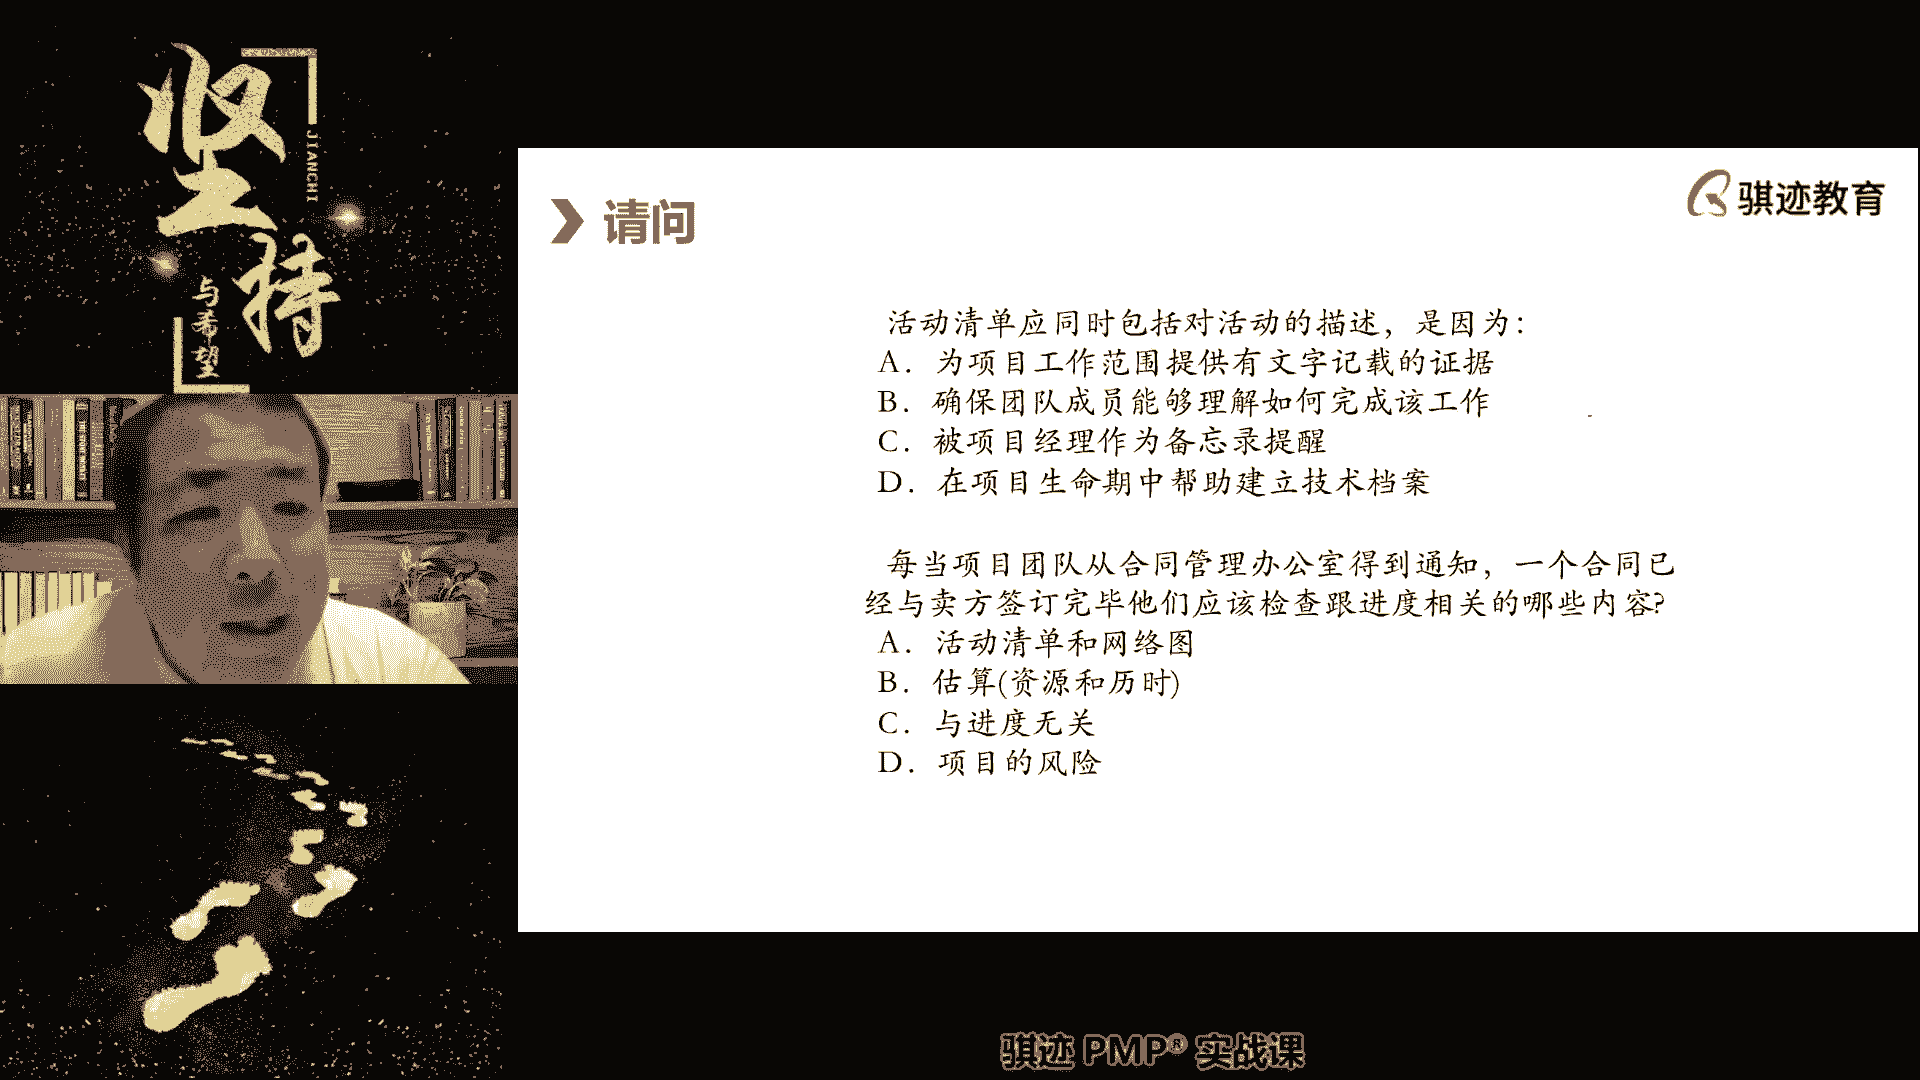 坚持
JIANCHI
与希望
请问
骐迹教育
活动清单应同时包括对活动的描述，是因为：
A．为项目工作范围提供有文字记载的证据
B．确保团队成员能够理解如何完成该工作
C．被项目经理作为备忘录提醒
D．在项目生命期中帮助建立技术档案
每当项目团队从合同管理办公室得到通知，一个合同已
经与卖方签订完毕他们应该检查跟进度相关的哪些内容?
A．活动清单和网络图
B．估算(资源和历时)
C．与进度无关
D．项目的风险
骐迹 PMP® 实战课